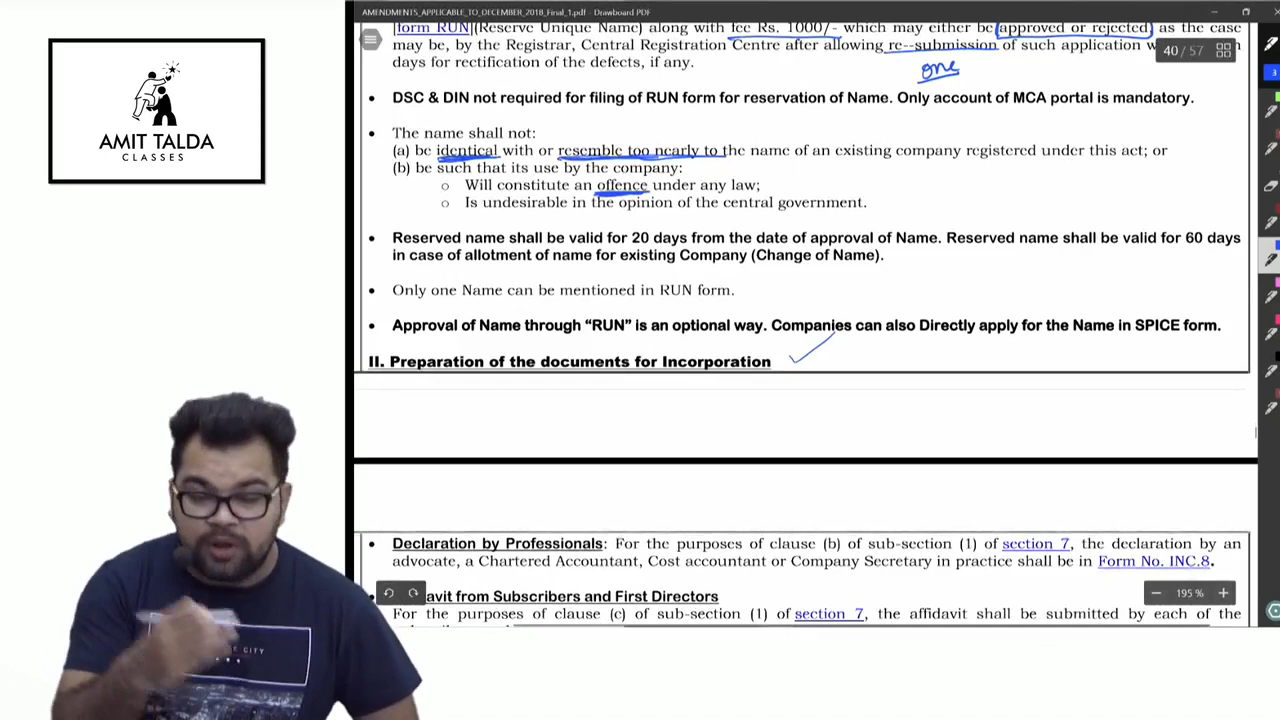 AMENDMENTS_APPLICABLE_TO_DECEMBER_2018_Final_1.pdf - Drawboard PDF
[form RUN](Reserve Unique Name) along with fee Rs. 1000/- which may either be approved or rejected as the case
may be, by the Registrar, Central Registration Centre after allowing re--submission of such application
40 / 57
days for rectification of the defects, if any.
one
• DSC & DIN not required for filing of RUN form for reservation of Name. Only account of MCA portal is mandatory.
• The name shall not:
(a) be identical with or resemble too nearly to the name of an existing company registered under this act; or
(b) be such that its use by the company:
o Will constitute an offence under any law;
o Is undesirable in the opinion of the central government.
• Reserved name shall be valid for 20 days from the date of approval of Name. Reserved name shall be valid for 60 days
in case of allotment of name for existing Company (Change of Name).
• Only one Name can be mentioned in RUN form.
• Approval of Name through “RUN” is an optional way. Companies can also Directly apply for the Name in SPICE form.
II. Preparation of the documents for Incorporation
• Declaration by Professionals: For the purposes of clause (b) of sub-section (1) of section 7, the declaration by an
advocate, a Chartered Accountant, Cost accountant or Company Secretary in practice shall be in Form No. INC.8.
195 %
avit from Subscribers and First Directors
For the purposes of clause (c) of sub-section (1) of section 7, the affidavit shall be submitted by each of the
AMIT TALDA
CLASSES
CITY
3